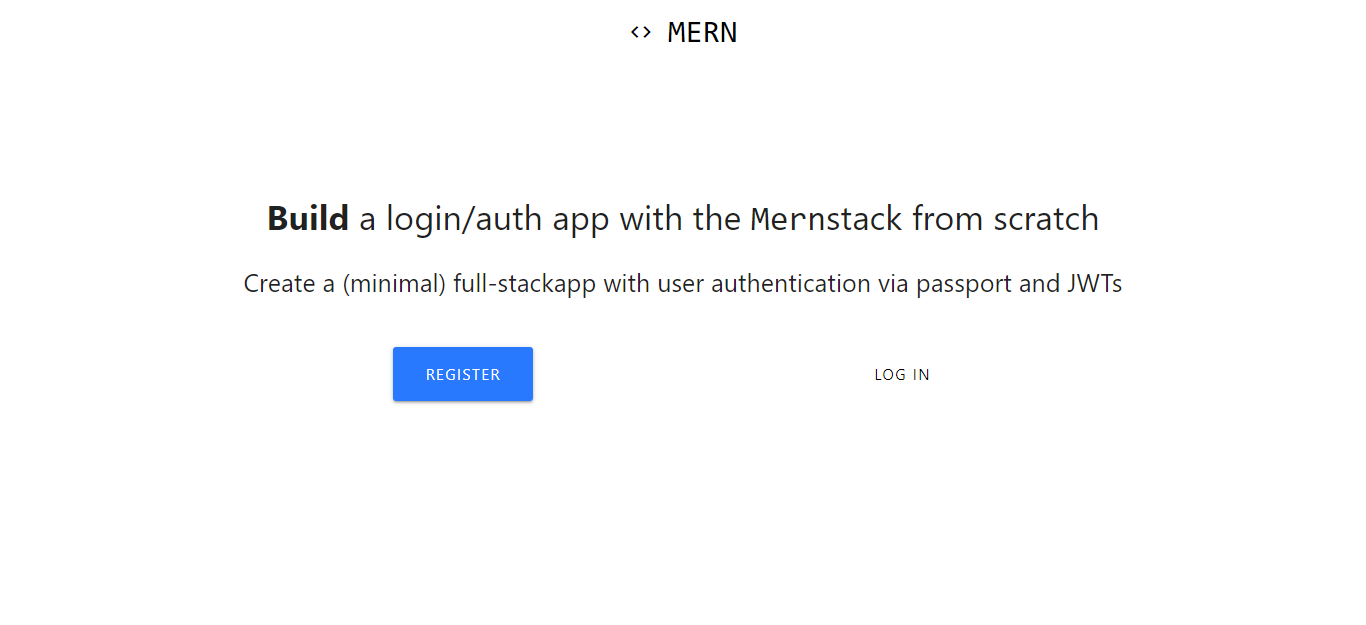 <> MERN
Build a login/auth app with the Mernstack from scratch
Create a (minimal) full-stackapp with user authentication via passport and JWTs
REGISTER
LOG IN